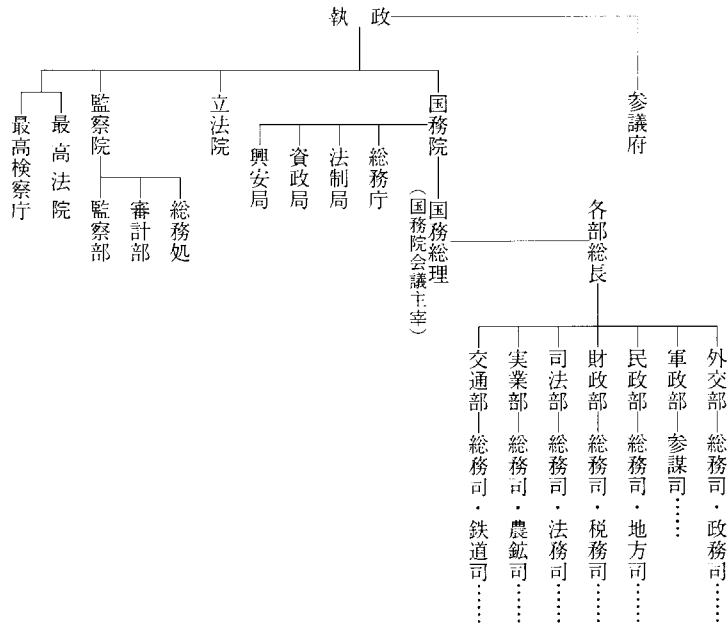 執政
参議府
国務院
立法院
監察院
最高法院
最高検察庁
総務庁
法制局
資政局
興安局
総務処
審計部
監察部
国務総理
（国務院会議主宰）
各部総長
外交部 総務司・政務司……
軍政部 参謀司……
民政部 総務司・地方司……
財政部 総務司・税務司……
司法部 総務司・法務司……
実業部 総務司・農鉱司……
交通部 総務司・鉄道司……